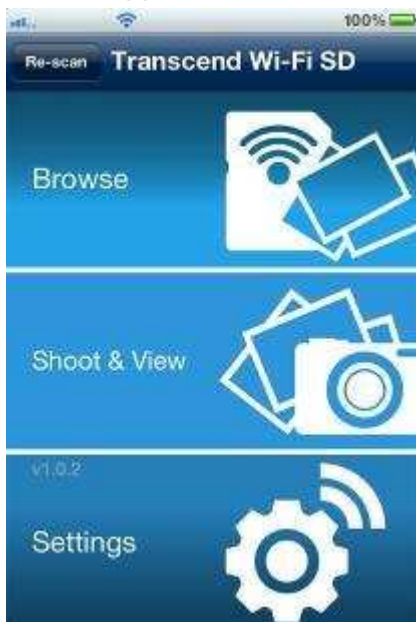 100%
Re-scan
Transcend Wi-Fi SD
Browse
Shoot & View
v1.0.2
Settings